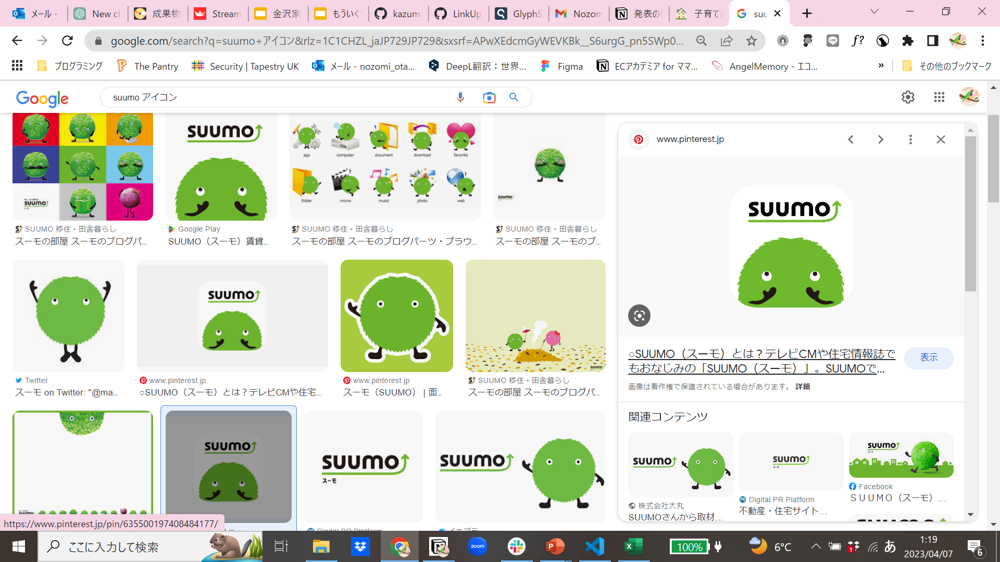 メール -
New ch
成果物
Stream
金沢家
もういく
kazuma
LinkUp
GlyphS
Nozom
発表の
子育て
suu
google.com/search?q=suumo+アイコン&rlz=1C1CHZL_jaJP729JP729&sxsrf=APwXEdcmGyWEVKBk__S6urgG_pn5SWp0...
プログラミング
The Pantry
Security | Tapestry UK
メール - nozomi_ota...
DeepL翻訳：世界...
Figma
ECアカデミア for ママ...
AngelMemory - エコ...
»
その他のブックマーク
Google
suumo アイコン
suumo
suumo
app
computer
document
download
favorite
folder
movie
music
photo
web
SUUMO 移住・田舎暮らし
スーモの部屋 スーモのブログパ...
Google Play
SUUMO（スーモ）賃貸...
SUUMO 移住・田舎暮らし
スーモの部屋 スーモのブログパーツ・ブラウ...
SUUMO 移住・田舎暮らし
スーモの部屋 スーモのブ...
suumo
suumo
Twitter
スーモ on Twitter: "@ma...
www.pinterest.jp
○SUUMO（スーモ）とは？テレビCMや住宅...
www.pinterest.jp
スーモ（SUUMO） | 面...
SUUMO 移住・田舎暮らし
スーモの部屋 スーモのブログパ...
suumo
suumo
スーモ
suumo
www.pinterest.jp
suumo
○SUUMO（スーモ）とは？テレビCMや住宅情報誌で
もおなじみの「SUUMO（スーモ）」。SUUMOで...
表示
画像は著作権で保護されている場合があります。 詳細
関連コンテンツ
suumo
株式会社大丸
SUUMOさんから取材...
suumo
スーモ
Digital PR Platform
不動産・住宅サイト...
suumo
スーモ
Facebook
ＳＵＵＭＯ（スーモ）...
https://www.pinterest.jp/pin/635500197408484177/
ここに入力して検索
zoom
100%
6°C
あ
1:19
2023/04/07
6